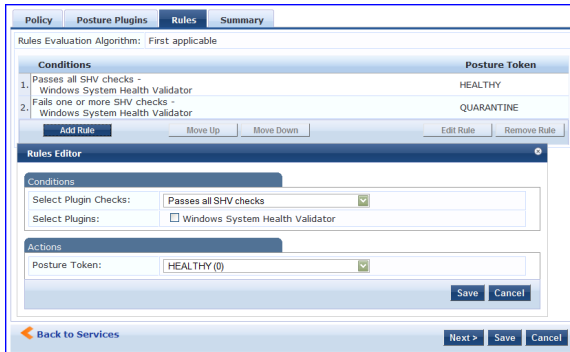 Policy Posture Plugins Rules Summary
Rules Evaluation Algorithm: First applicable
Conditions Posture Token
1. Passes all SHV checks -
Windows System Health Validator HEALTHY
2. Fails one or more SHV checks -
Windows System Health Validator QUARANTINE
Add Rule Move Up Move Down Edit Rule Remove Rule
Rules Editor
Conditions
Select Plugin Checks: Passes all SHV checks
Select Plugins: Windows System Health Validator
Actions
Posture Token: HEALTHY (0)
Save Cancel
Back to Services Next > Save Cancel